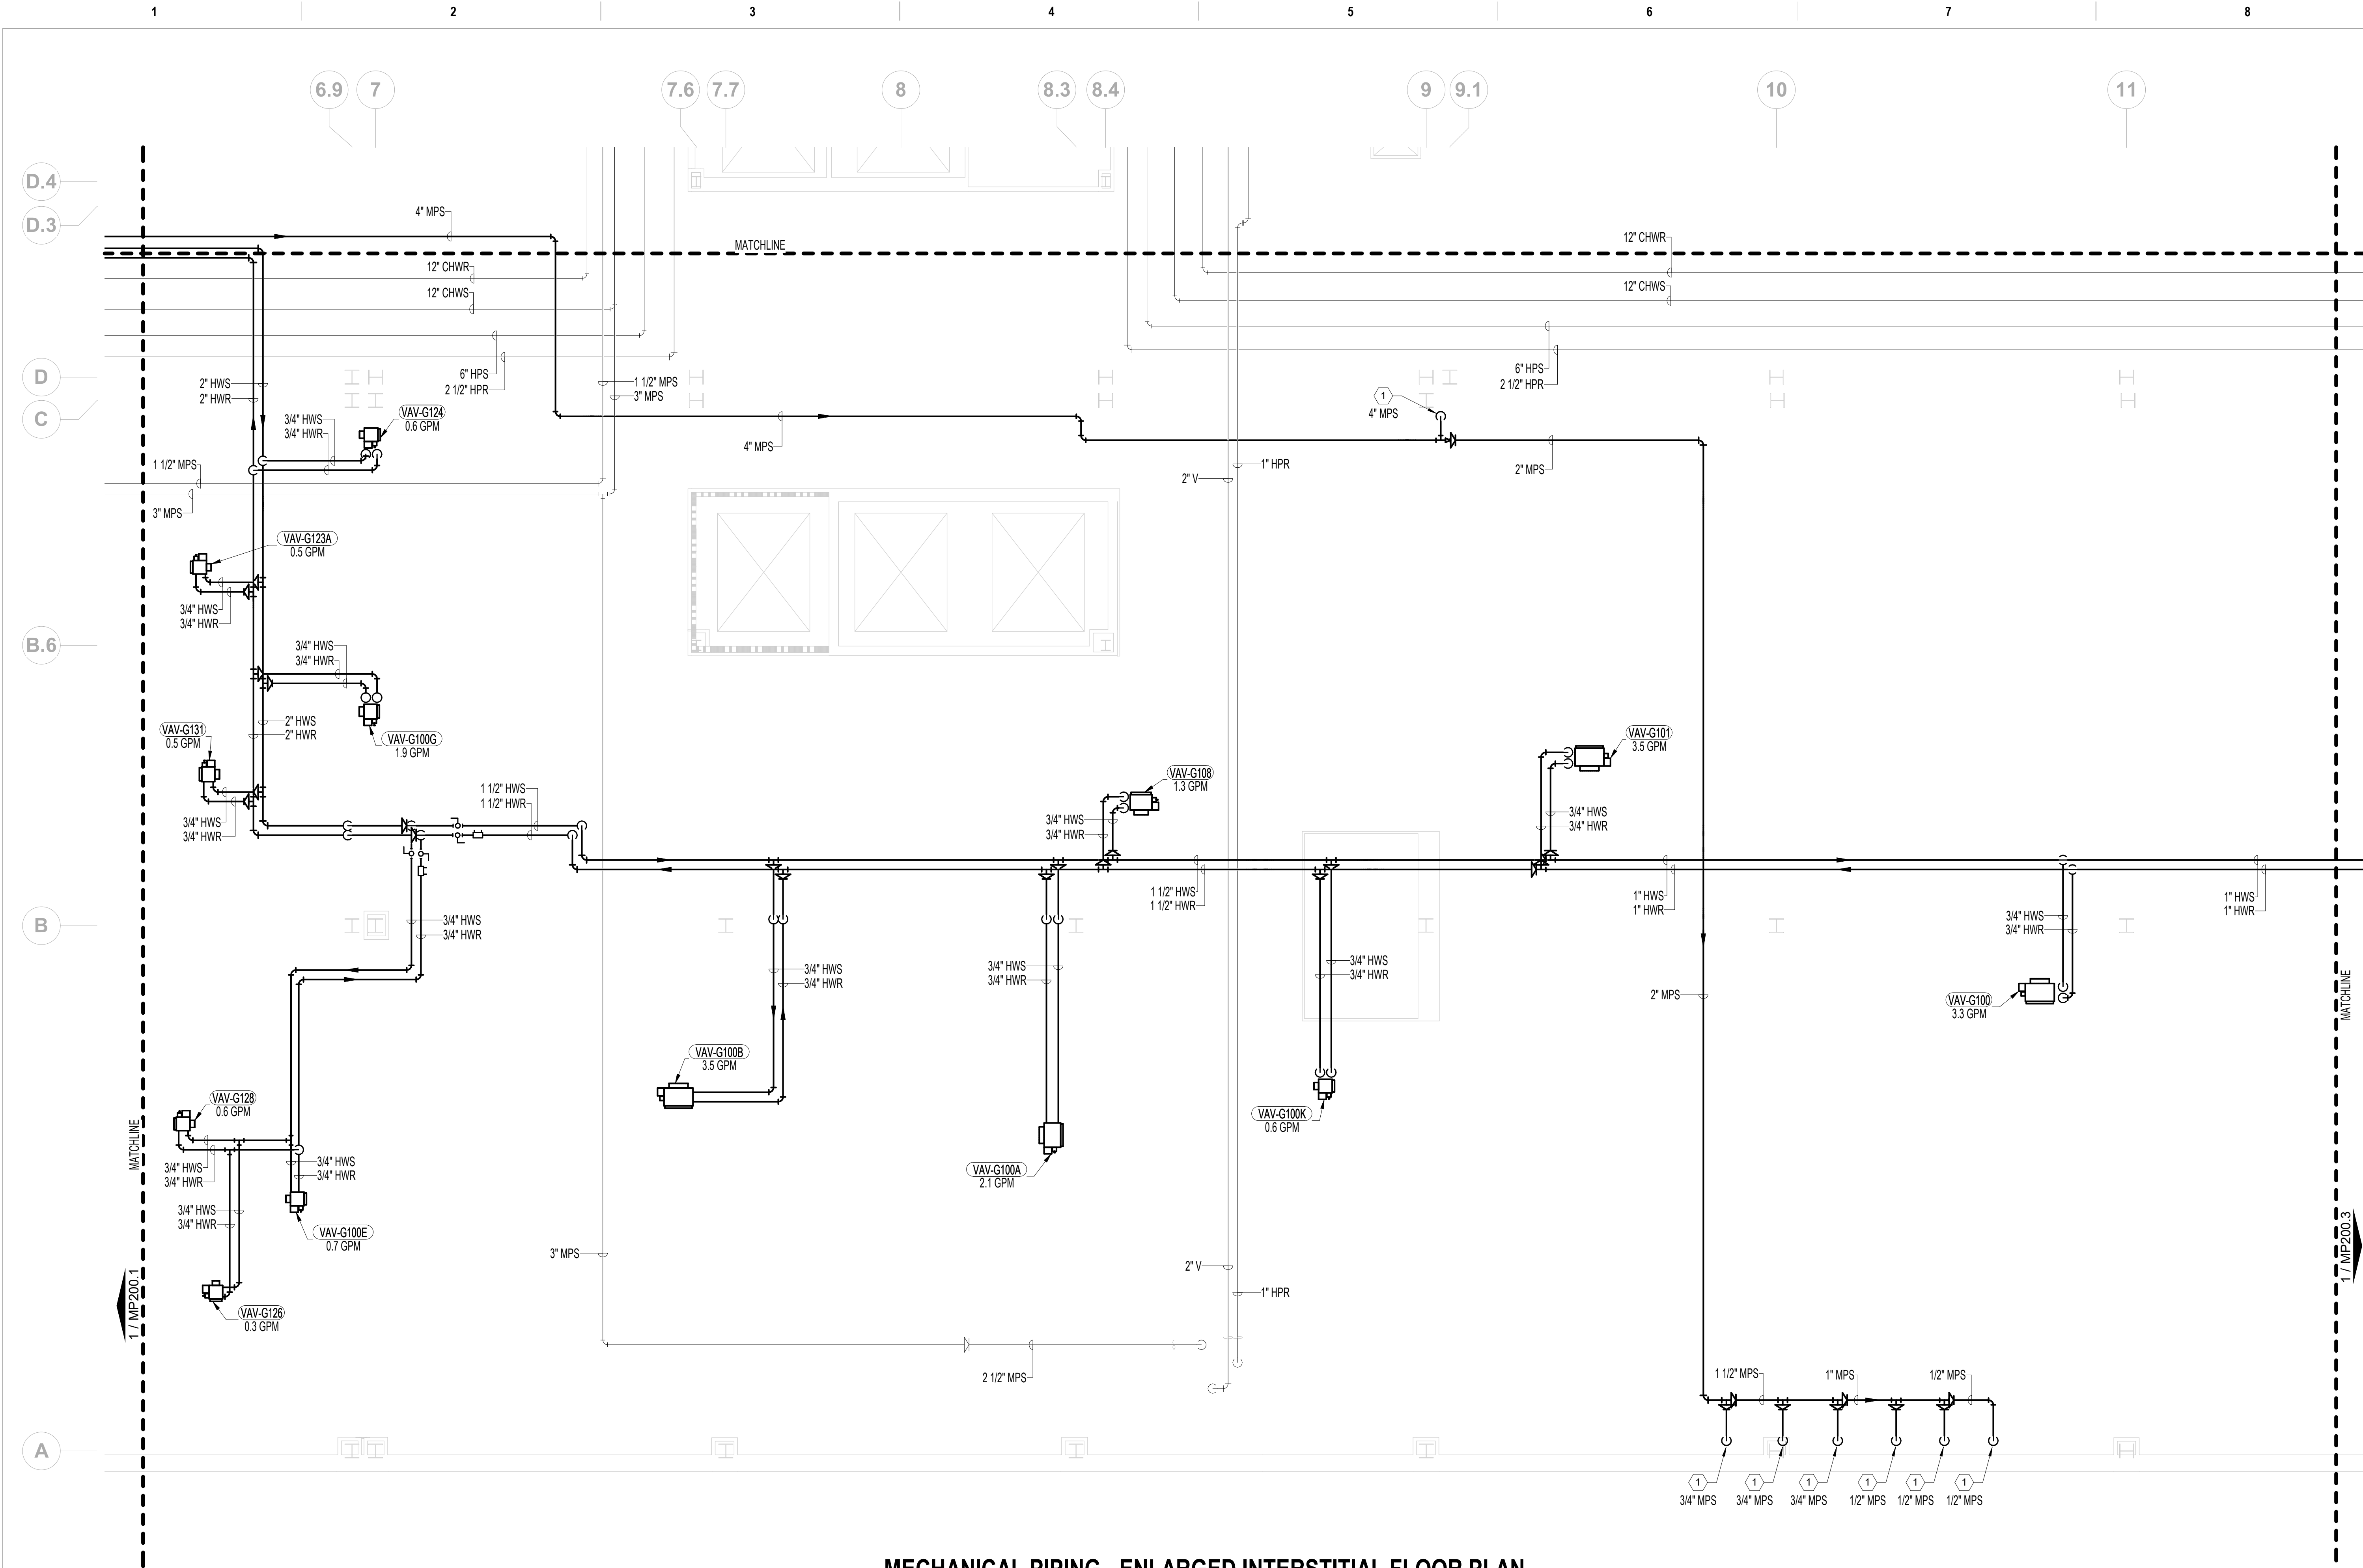 1 2 3 4 5 6 7 8
6.9 7 7.6 7.7 8 8.3 8.4 9 9.1 10 11
D.4
D.3
4" MPS
MATCHLINE
12" CHWR
12" CHWR
12" CHWS
12" CHWS
D
6" HPS
2 1/2" HPR
6" HPS
2 1/2" HPR
2" HWS
2" HWR
1 1/2" MPS
3" MPS
C
VAV-G124
0.6 GPM
3/4" HWS
3/4" HWR
1
4" MPS
4" MPS
2" MPS
1 1/2" MPS
3" MPS
2" V
1" HPR
VAV-G123A
0.5 GPM
3/4" HWS
3/4" HWR
B.6
3/4" HWS
3/4" HWR
2" HWS
2" HWR
VAV-G131
0.5 GPM
VAV-G100G
1.9 GPM
VAV-G101
3.5 GPM
VAV-G108
1.3 GPM
1 1/2" HWS
1 1/2" HWR
3/4" HWS
3/4" HWR
3/4" HWS
3/4" HWR
3/4" HWS
3/4" HWR
1 1/2" HWS
1 1/2" HWR
1" HWS
1" HWR
1" HWS
1" HWR
B
3/4" HWS
3/4" HWR
3/4" HWS
3/4" HWR
3/4" HWS
3/4" HWR
3/4" HWS
3/4" HWR
3/4" HWS
3/4" HWR
2" MPS
VAV-G100
3.3 GPM
MATCHLINE
VAV-G100B
3.5 GPM
VAV-G128
0.6 GPM
VAV-G100K
0.6 GPM
MATCHLINE
3/4" HWS
3/4" HWR
3/4" HWS
3/4" HWR
VAV-G100A
2.1 GPM
3/4" HWS
3/4" HWR
VAV-G100E
0.7 GPM
3" MPS
2" V
1" HPR
1 / MP200.1
1 / MP200.3
VAV-G126
0.3 GPM
2 1/2" MPS
1 1/2" MPS
1" MPS
1/2" MPS
A
1 1 1 1 1 1
3/4" MPS 3/4" MPS 3/4" MPS 1/2" MPS 1/2" MPS 1/2" MPS
MECHANICAL PIPING - ENLARGED INTERSTITIAL FLOOR PLAN